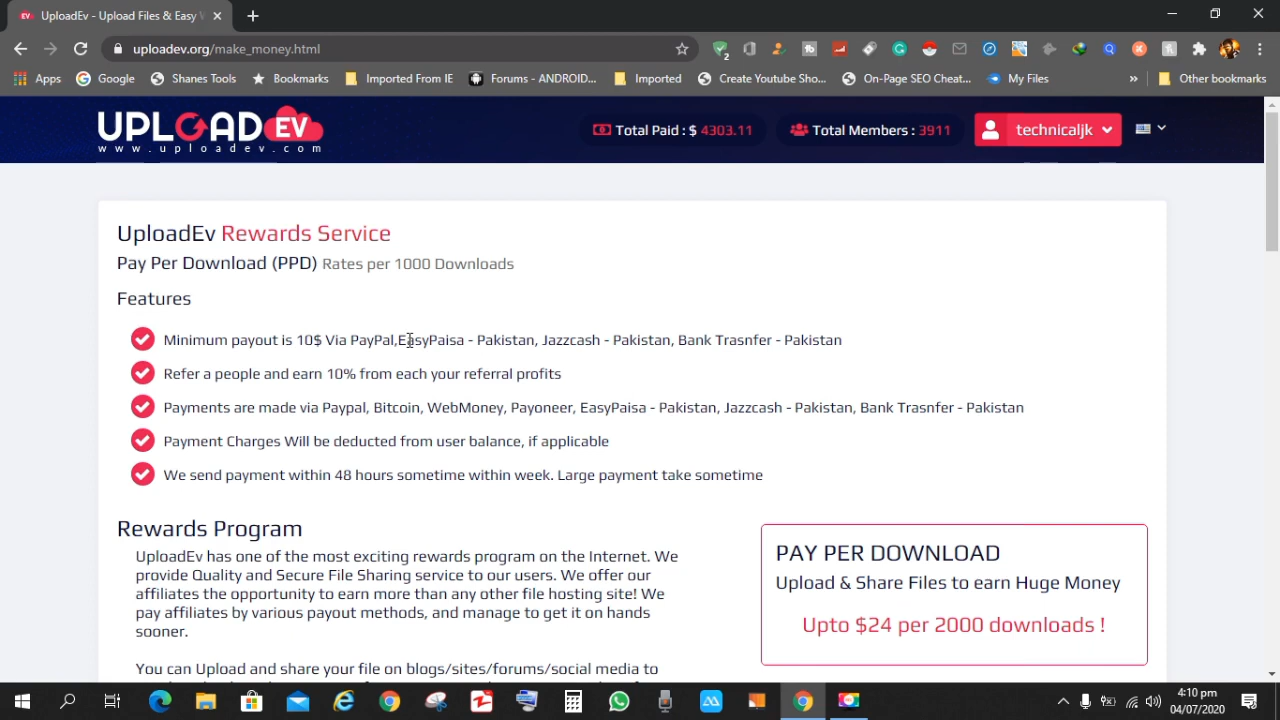 UploadEv - Upload Files & Easy
uploadev.org/make_money.html
2
Apps Google Shanes Tools Bookmarks Imported From IE Forums - ANDROID... Imported Create Youtube Sho... On-Page SEO Cheat... My Files » Other bookmarks
UPLOAD EV
www.uploadev.com
Total Paid : $ 4303.11 Total Members : 3911 technicaljk
UploadEv Rewards Service
Pay Per Download (PPD) Rates per 1000 Downloads
Features
Minimum payout is 10$ Via PayPal,EasyPaisa - Pakistan, Jazzcash - Pakistan, Bank Trasnfer - Pakistan
Refer a people and earn 10% from each your referral profits
Payments are made via Paypal, Bitcoin, WebMoney, Payoneer, EasyPaisa - Pakistan, Jazzcash - Pakistan, Bank Trasnfer - Pakistan
Payment Charges Will be deducted from user balance, if applicable
We send payment within 48 hours sometime within week. Large payment take sometime
Rewards Program
UploadEv has one of the most exciting rewards program on the Internet. We
provide Quality and Secure File Sharing service to our users. We offer our
affiliates the opportunity to earn more than any other file hosting site! We
pay affiliates by various payout methods, and manage to get it on hands
sooner.
You can Upload and share your file on blogs/sites/forums/social media to
PAY PER DOWNLOAD
Upload & Share Files to earn Huge Money
Upto $24 per 2000 downloads !
4:10 pm
04/07/2020